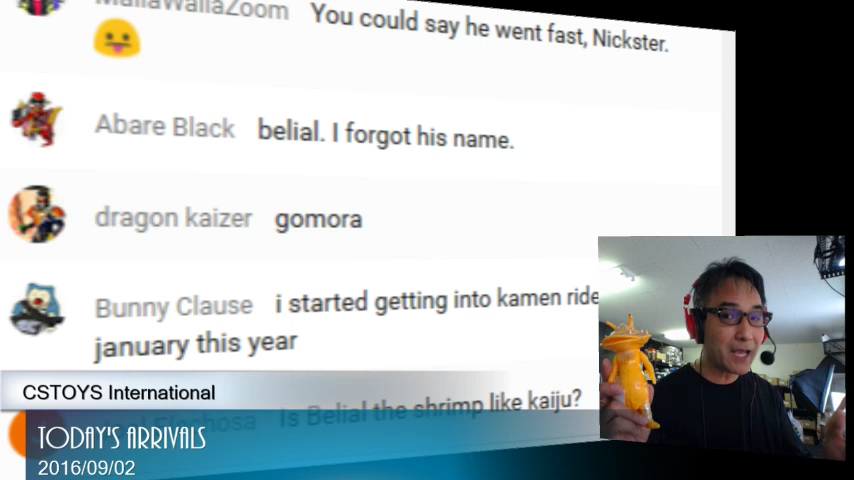 MallaWallaZoom You could say he went fast, Nickster.
Abare Black belial. I forgot his name.
dragon kaizer gomora
Bunny Clause i started getting into kamen ride
january this year
Is Belial the shrimp like kaiju?
CSTOYS International
TODAY'S ARRIVALS
2016/09/02